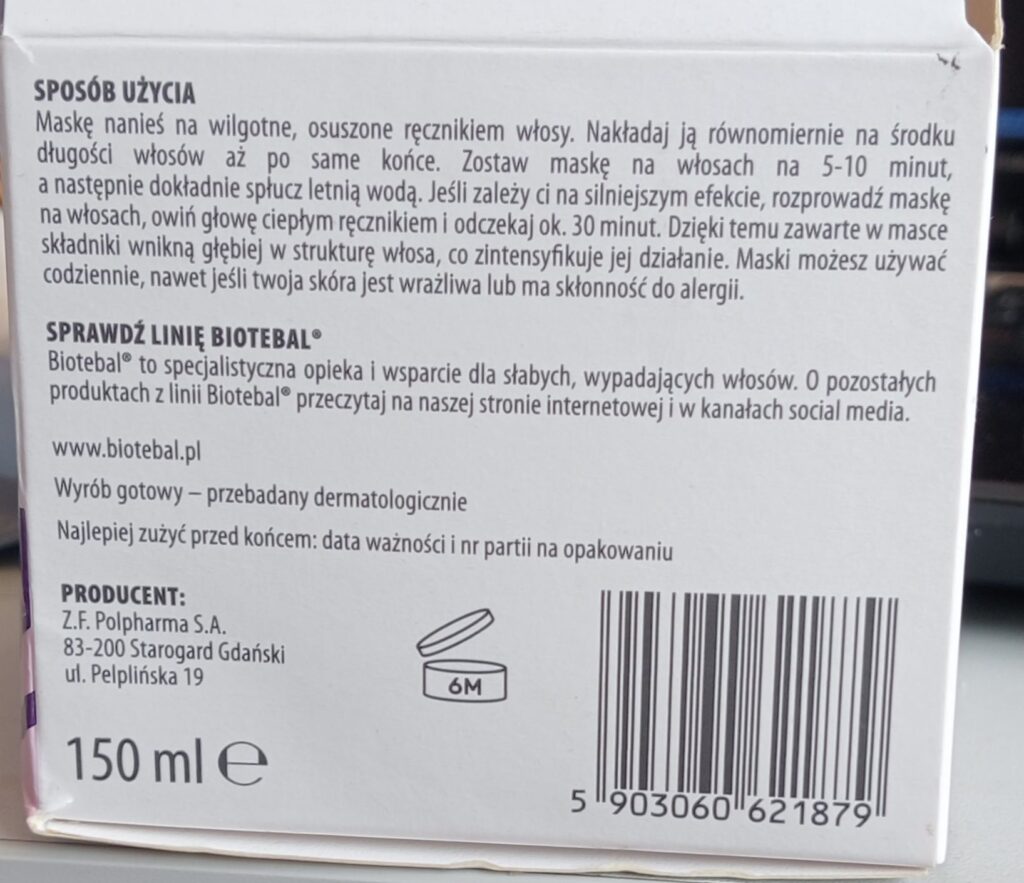 SPOSÓB UŻYCIA
Maskę nanieś na wilgotne, osuszone ręcznikiem włosy. Nakładaj ją równomiernie na środku
długości włosów aż po same końce. Zostaw maskę na włosach na 5-10 minut,
a następnie dokładnie spłucz letnią wodą. Jeśli zależy ci na silniejszym efekcie, rozprowadź maskę
na włosach, owiń głowę ciepłym ręcznikiem i odczekaj ok. 30 minut. Dzięki temu zawarte w masce
składniki wnikną głębiej w strukturę włosa, co zintensyfikuje jej działanie. Maski możesz używać
codziennie, nawet jeśli twoja skóra jest wrażliwa lub ma skłonność do alergii.
SPRAWDŹ LINIĘ BIOTEBAL®
Biotebal® to specjalistyczna opieka i wsparcie dla słabych, wypadających włosów. O pozostałych
produktach z linii Biotebal® przeczytaj na naszej stronie internetowej i w kanałach social media.
www.biotebal.pl
Wyrób gotowy – przebadany dermatologicznie
Najlepiej zużyć przed końcem: data ważności i nr partii na opakowaniu
PRODUCENT:
Z.F. Polpharma S.A.
83-200 Starogard Gdański
ul. Pelplińska 19
6M
150 ml e
5 903060 621879